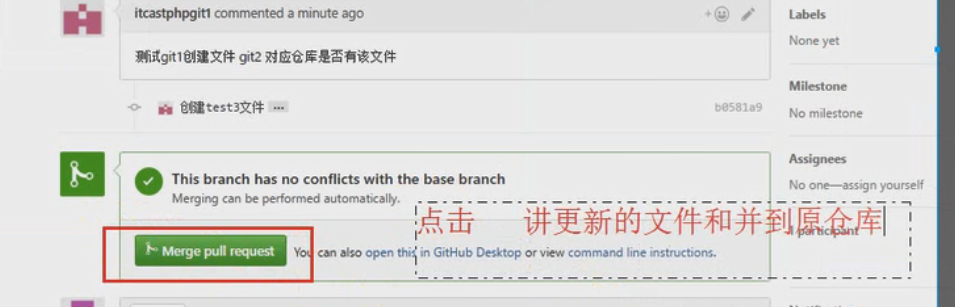 itcastphpgit1 commented a minute ago
测试git1创建文件 git2 对应仓库是否有该文件
创建test3文件 ...
b0581a9
This branch has no conflicts with the base branch
Merging can be performed automatically.
点击 讲更新的文件和并到原仓库
Merge pull request
You can also open this in GitHub Desktop or view command line instructions.
Labels
None yet
Milestone
No milestone
Assignees
No one—assign yourself
1 participant